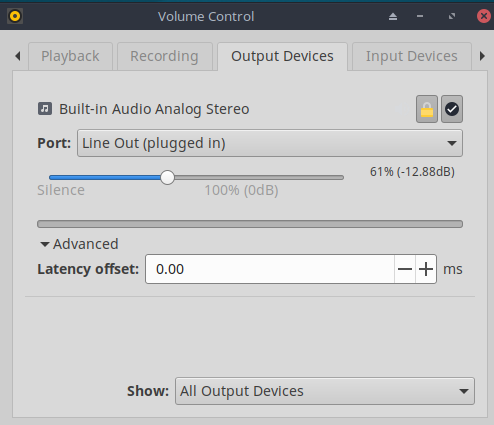 Volume Control
Playback Recording Output Devices Input Devices
Built-in Audio Analog Stereo
Port: Line Out (plugged in)
61% (-12.88dB)
Silence 100% (0dB)
Advanced
Latency offset: 0.00 ms
Show: All Output Devices